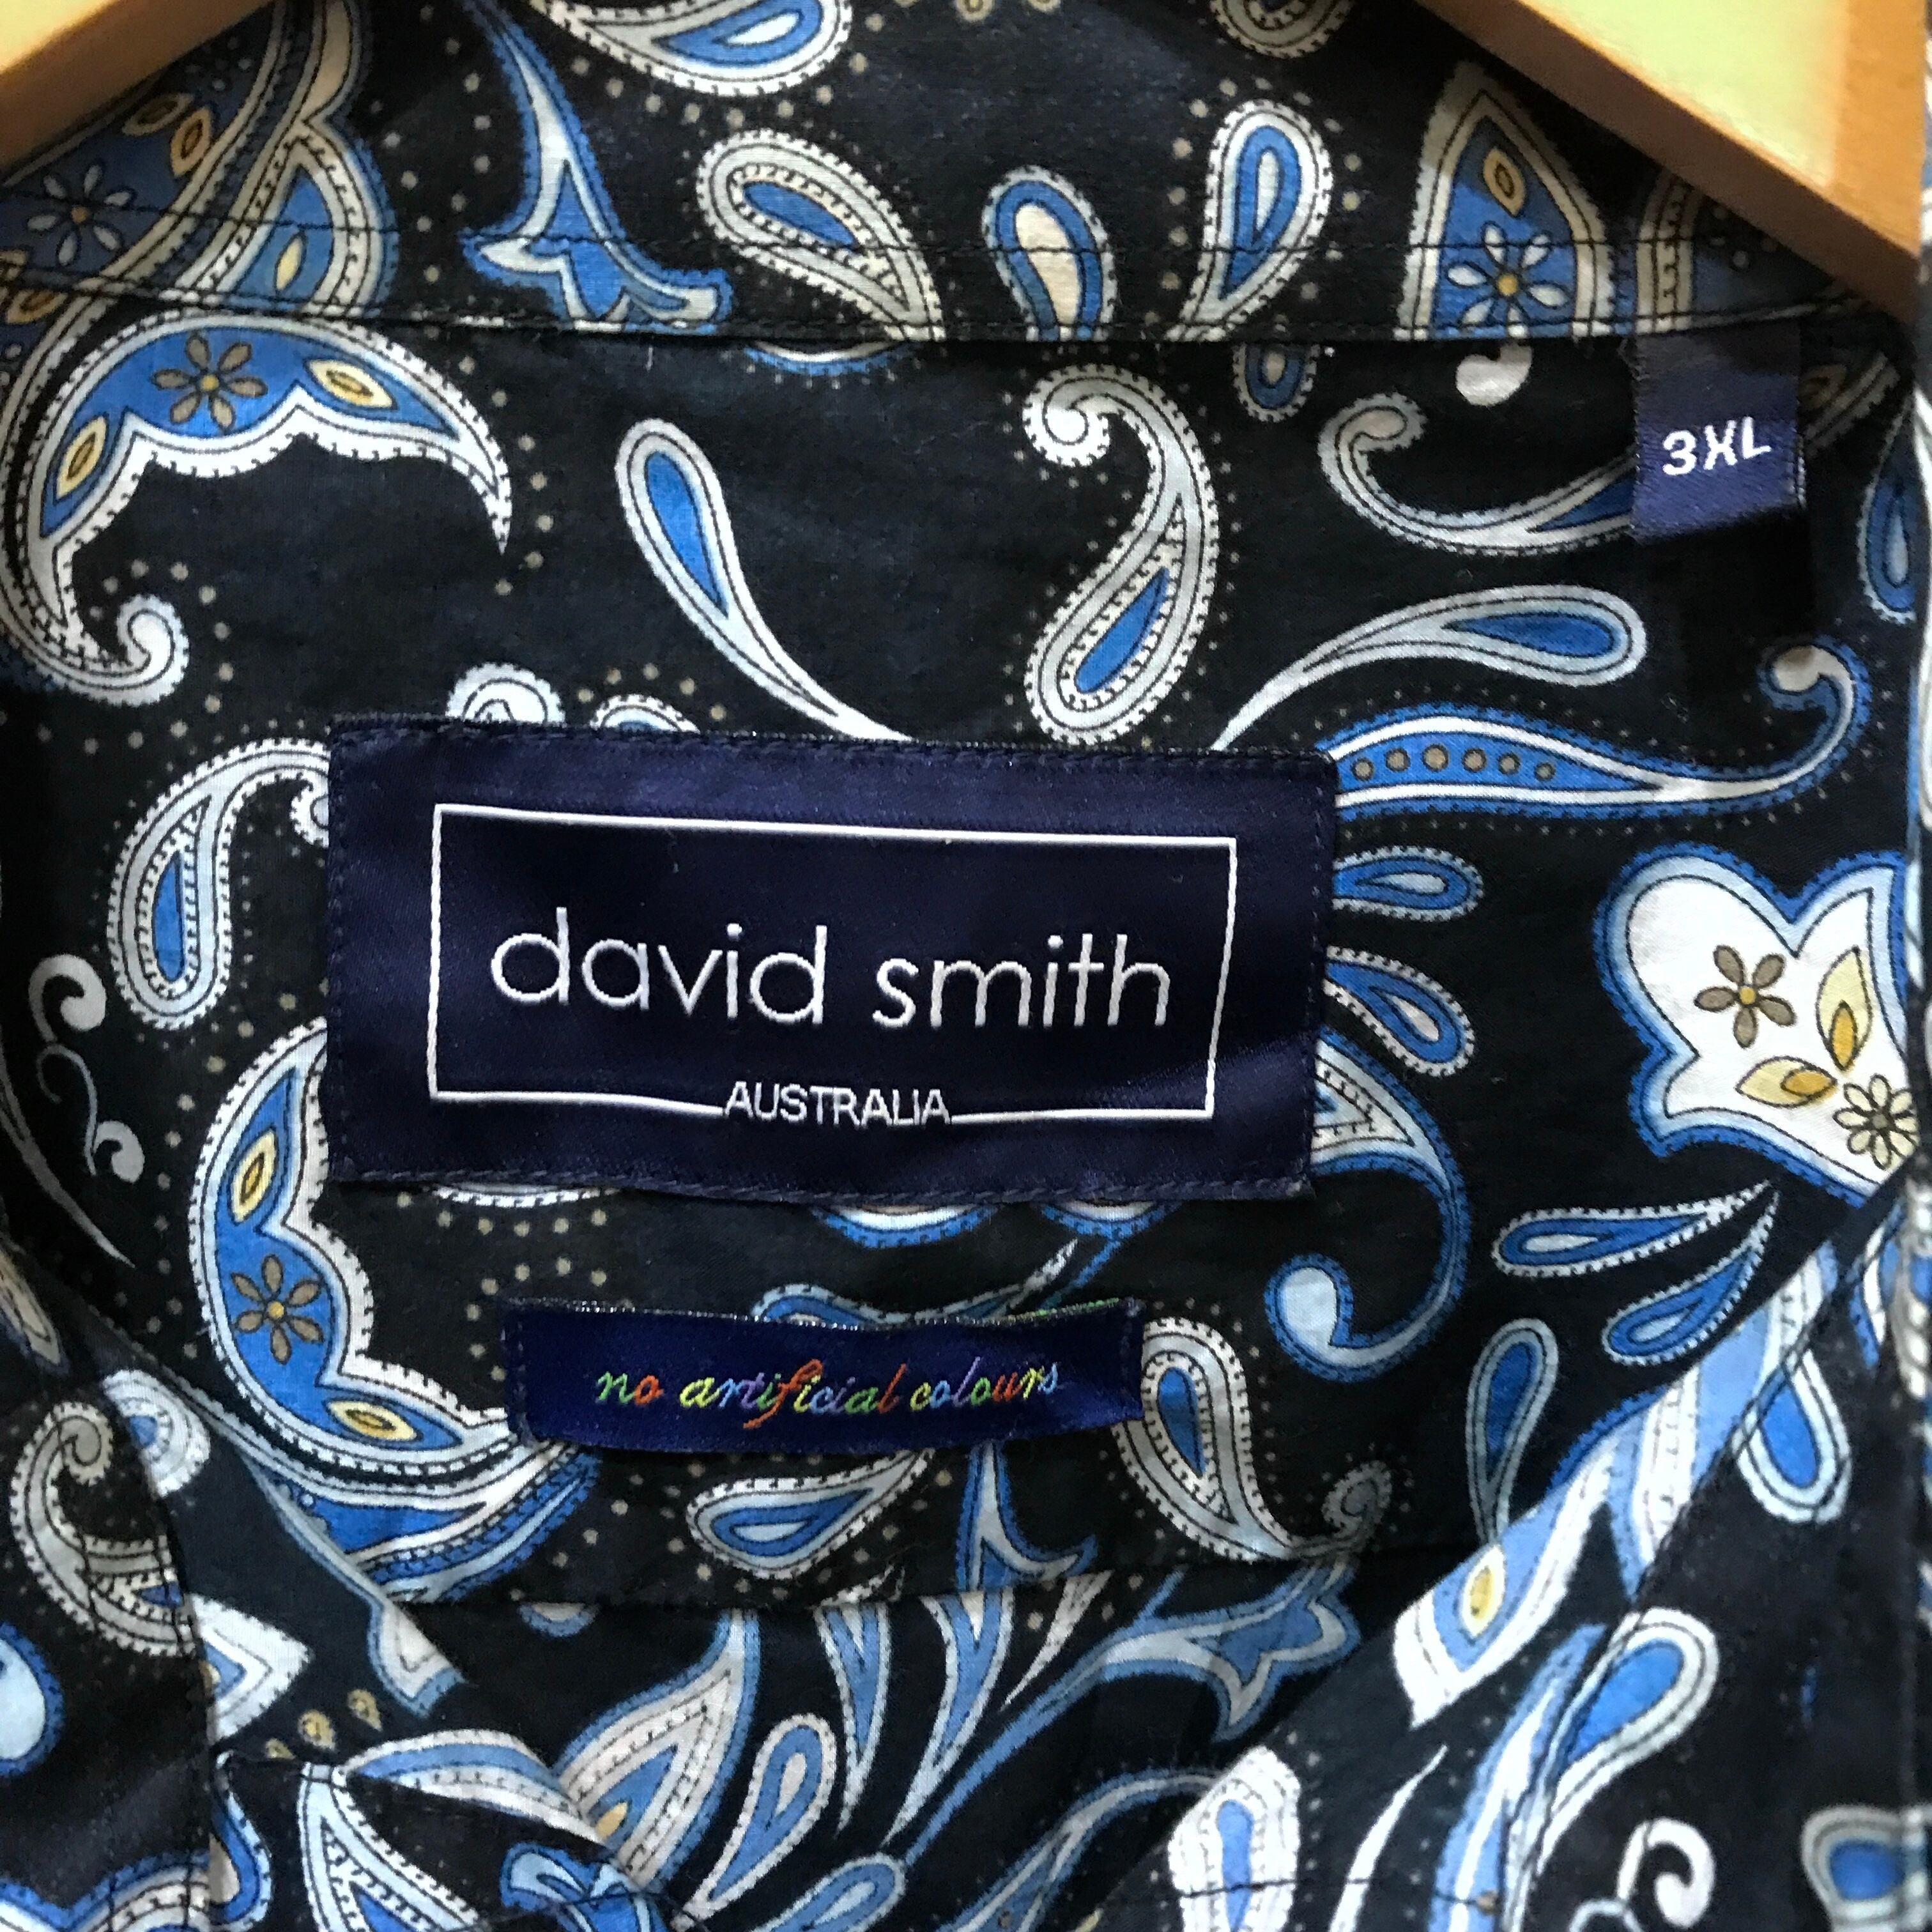 3XL
david smith
AUSTRALIA
no artificial colours